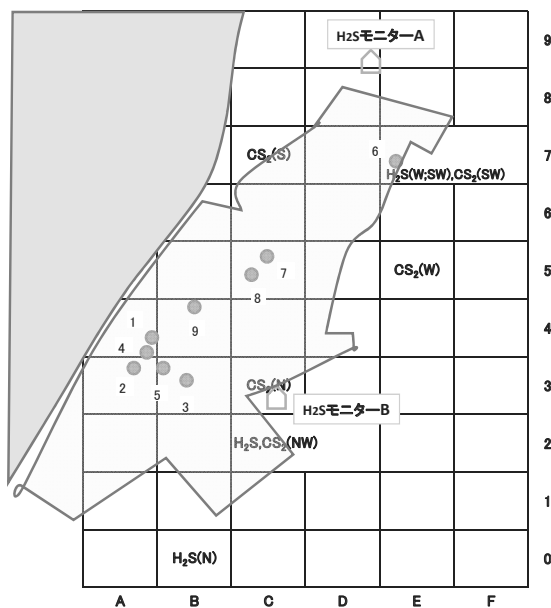 H2SモニターA
9
8
CS₂(S)
6
7
H₂S(W;SW),CS₂(SW)
6
7
CS₂(W)
5
8
1
9
4
4
2
5
3
CS₂(N)
3
H2SモニターB
H₂S,CS₂(NW)
2
1
H₂S(N)
0
A B C D E F